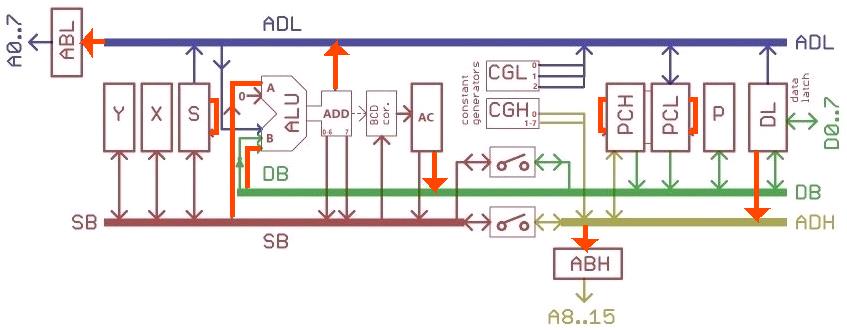 ADL
A0..7
ABL
ADL
Y
X
S
0
A
B
ALU
ADD
0-6 7
BCD
cor.
AC
constant
generators
CGL
0
1
2
CGH
0
1-7
PCH
PCL
P
DL
data
latch
D0..7
DB
DB
SB
SB
ADH
ABH
A8..15